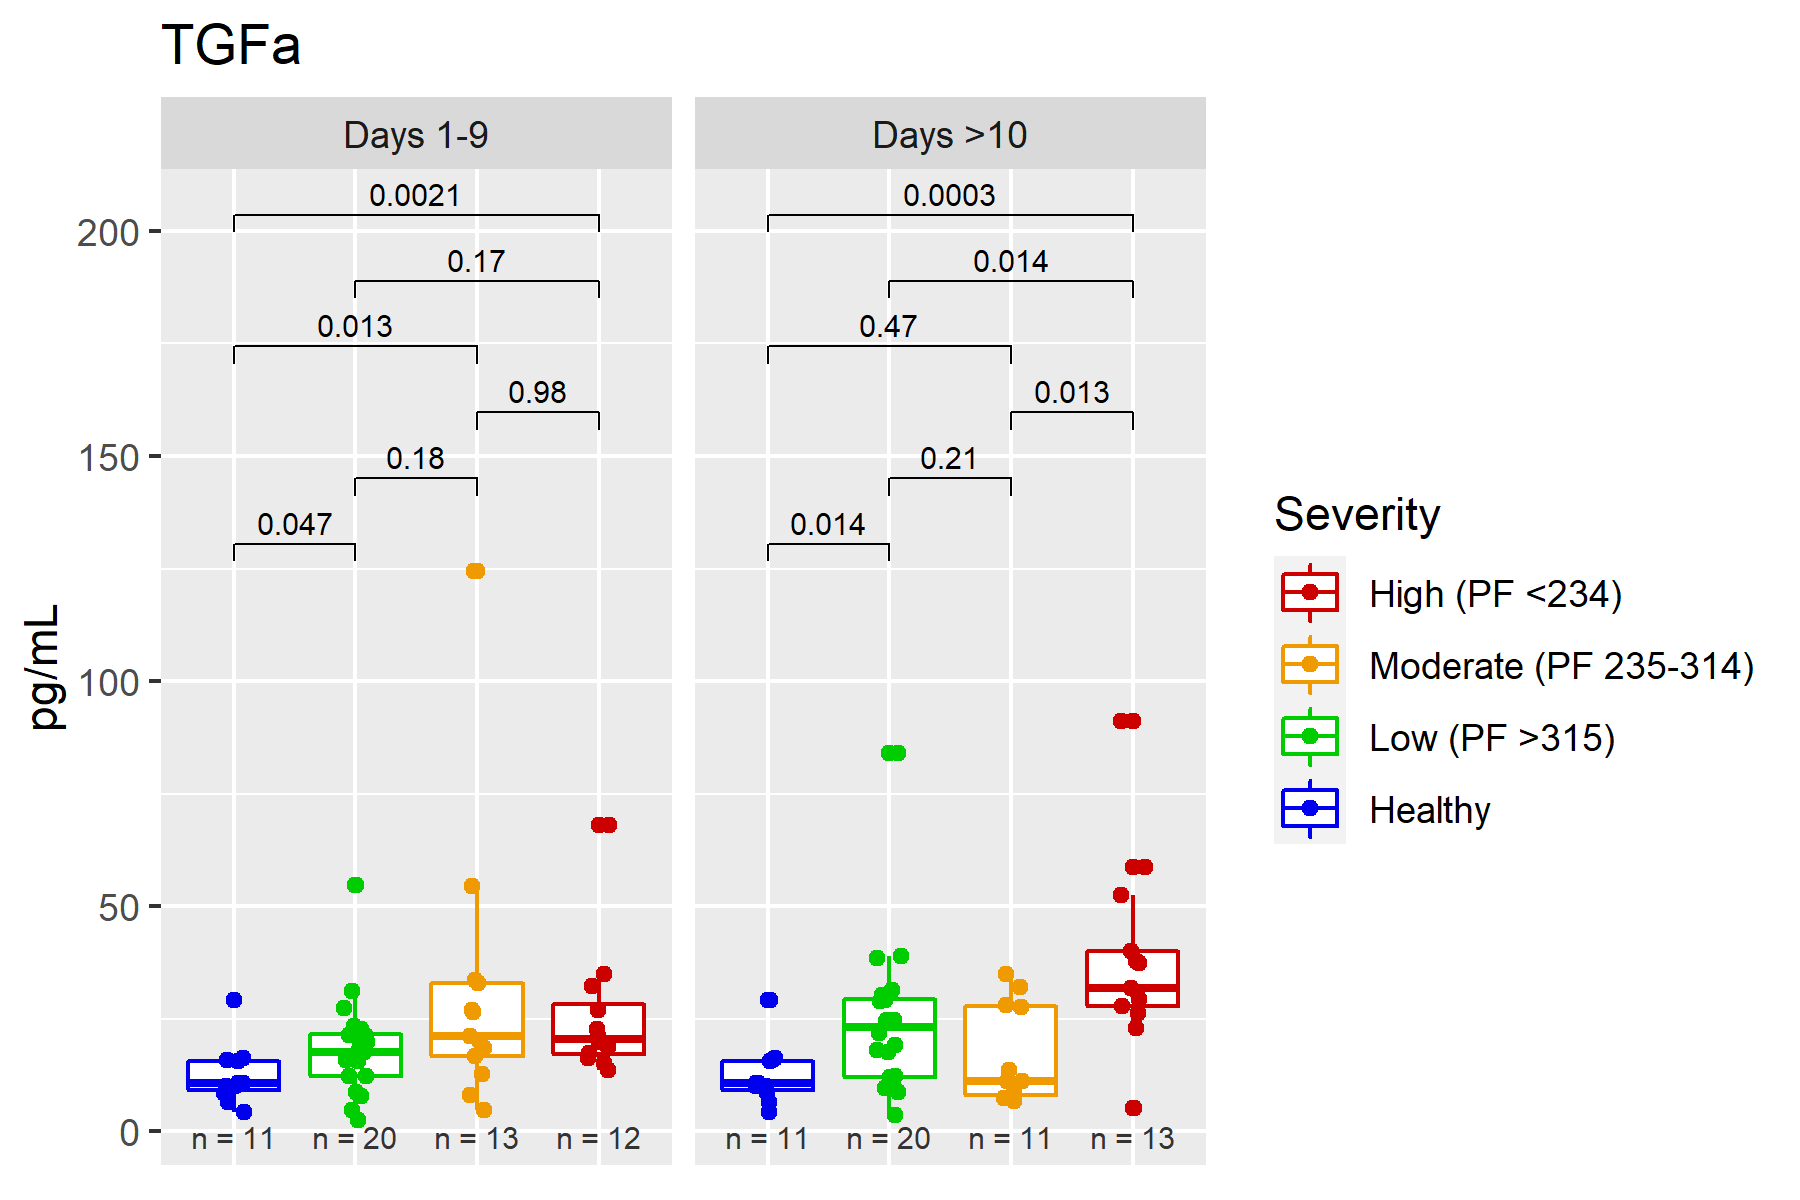 TGFa
Days 1-9
Days >10
0.0021
0.0003
200
0.17
0.014
0.013
0.47
0.98
0.013
150
0.18
0.21
0.047
0.014
pg/mL
100
50
0
n = 11
n = 20
n = 13
n = 12
n = 11
n = 20
n = 11
n = 13
Severity
High (PF <234)
Moderate (PF 235-314)
Low (PF >315)
Healthy